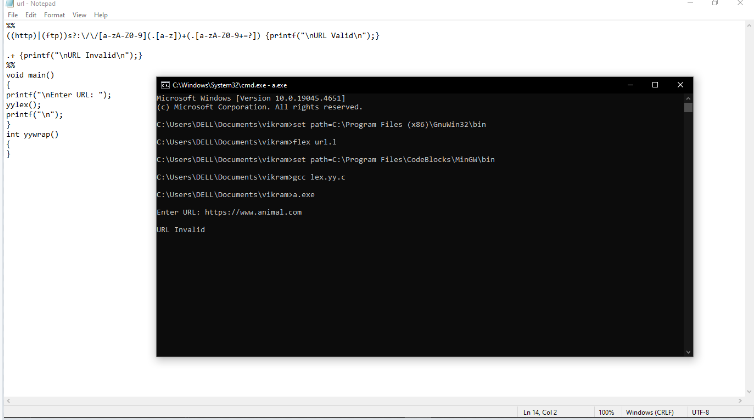 url - Notepad
File Edit Format View Help
%%
((http)|(ftp))s?:\/\/[a-zA-Z0-9](.[a-z])+(.[a-zA-Z0-9+=?]) {printf("\nURL Valid\n");}
.+ {printf("\nURL Invalid\n");}
%%
void main()
{
printf("\nEnter URL: ");
yylex();
printf("\n");
}
int yywrap()
{
}
C:\Windows\System32\cmd.exe - a.exe
Microsoft Windows [Version 10.0.19045.4651]
(c) Microsoft Corporation. All rights reserved.
C:\Users\DELL\Documents\vikram>set path=C:\Program Files (x86)\GnuWin32\bin
C:\Users\DELL\Documents\vikram>flex url.l
C:\Users\DELL\Documents\vikram>set path=C:\Program Files\CodeBlocks\MinGW\bin
C:\Users\DELL\Documents\vikram>gcc lex.yy.c
C:\Users\DELL\Documents\vikram>a.exe
Enter URL: https://www.animal.com
URL Invalid
Ln 14, Col 2 100% Windows (CRLF) UTF-8